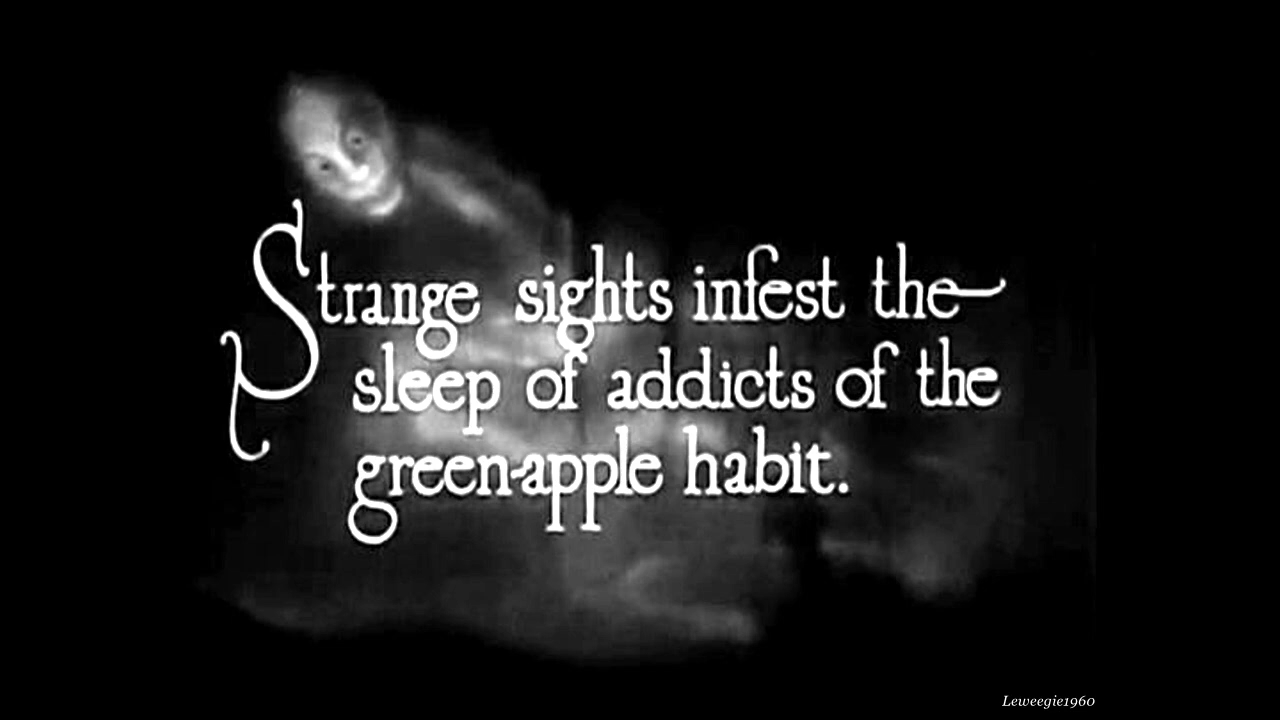 Strange sights infest the
sleep of addicts of the
green-apple habit.
Leweegie1960